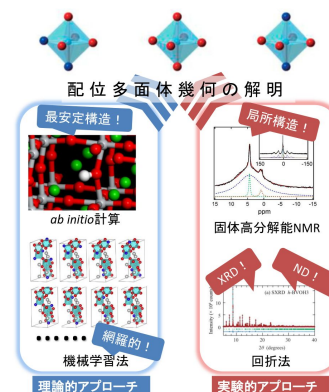 配位多面体幾何の解明
最安定構造！
ab initio計算
網羅的！
機械学習法
理論的アプローチ
局所構造！
150 0 -150
15 10 5 0 -5
ppm
固体高分解能NMR
XRD！
ND！
Intensity
10 20 30 40
2θ (degrees)
回折法
実験的アプローチ